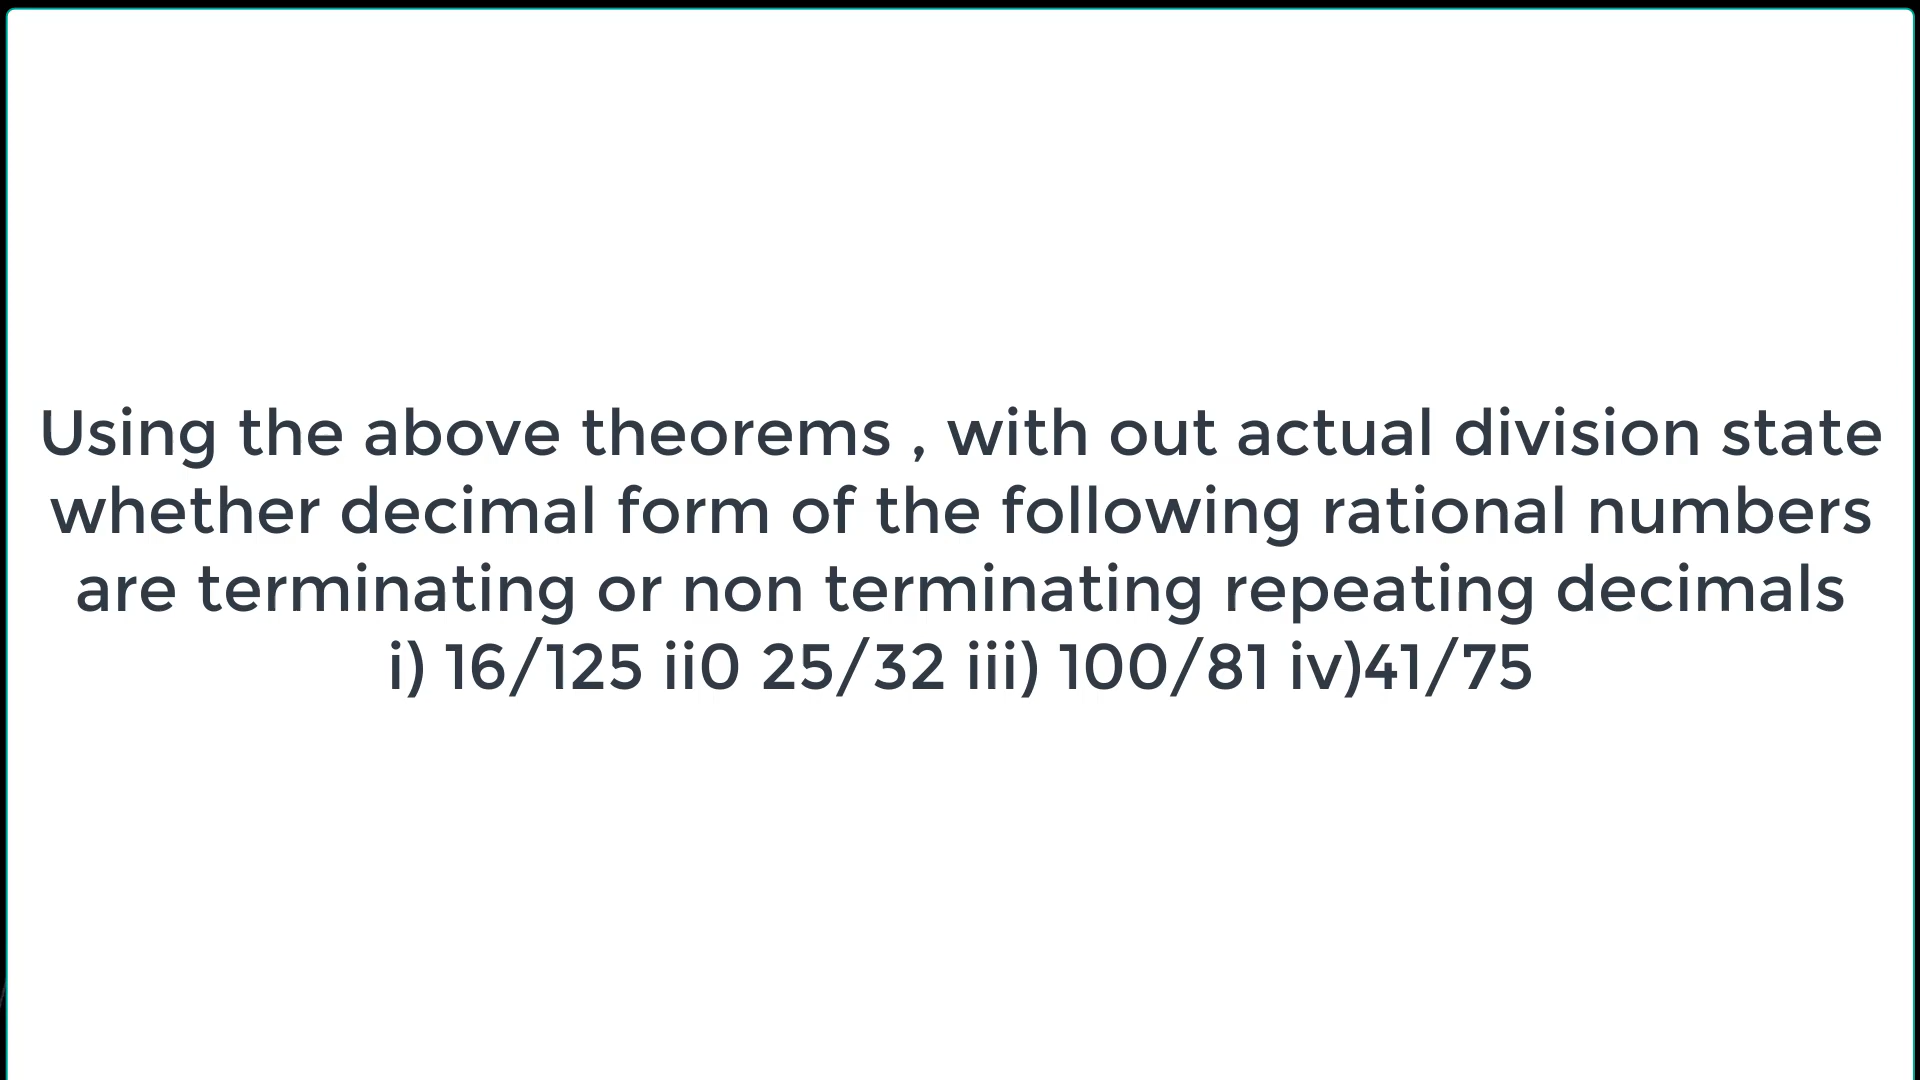 Using the above theorems , with out actual division state
whether decimal form of the following rational numbers
are terminating or non terminating repeating decimals
i) 16/125 ii0 25/32 iii) 100/81 iv)41/75